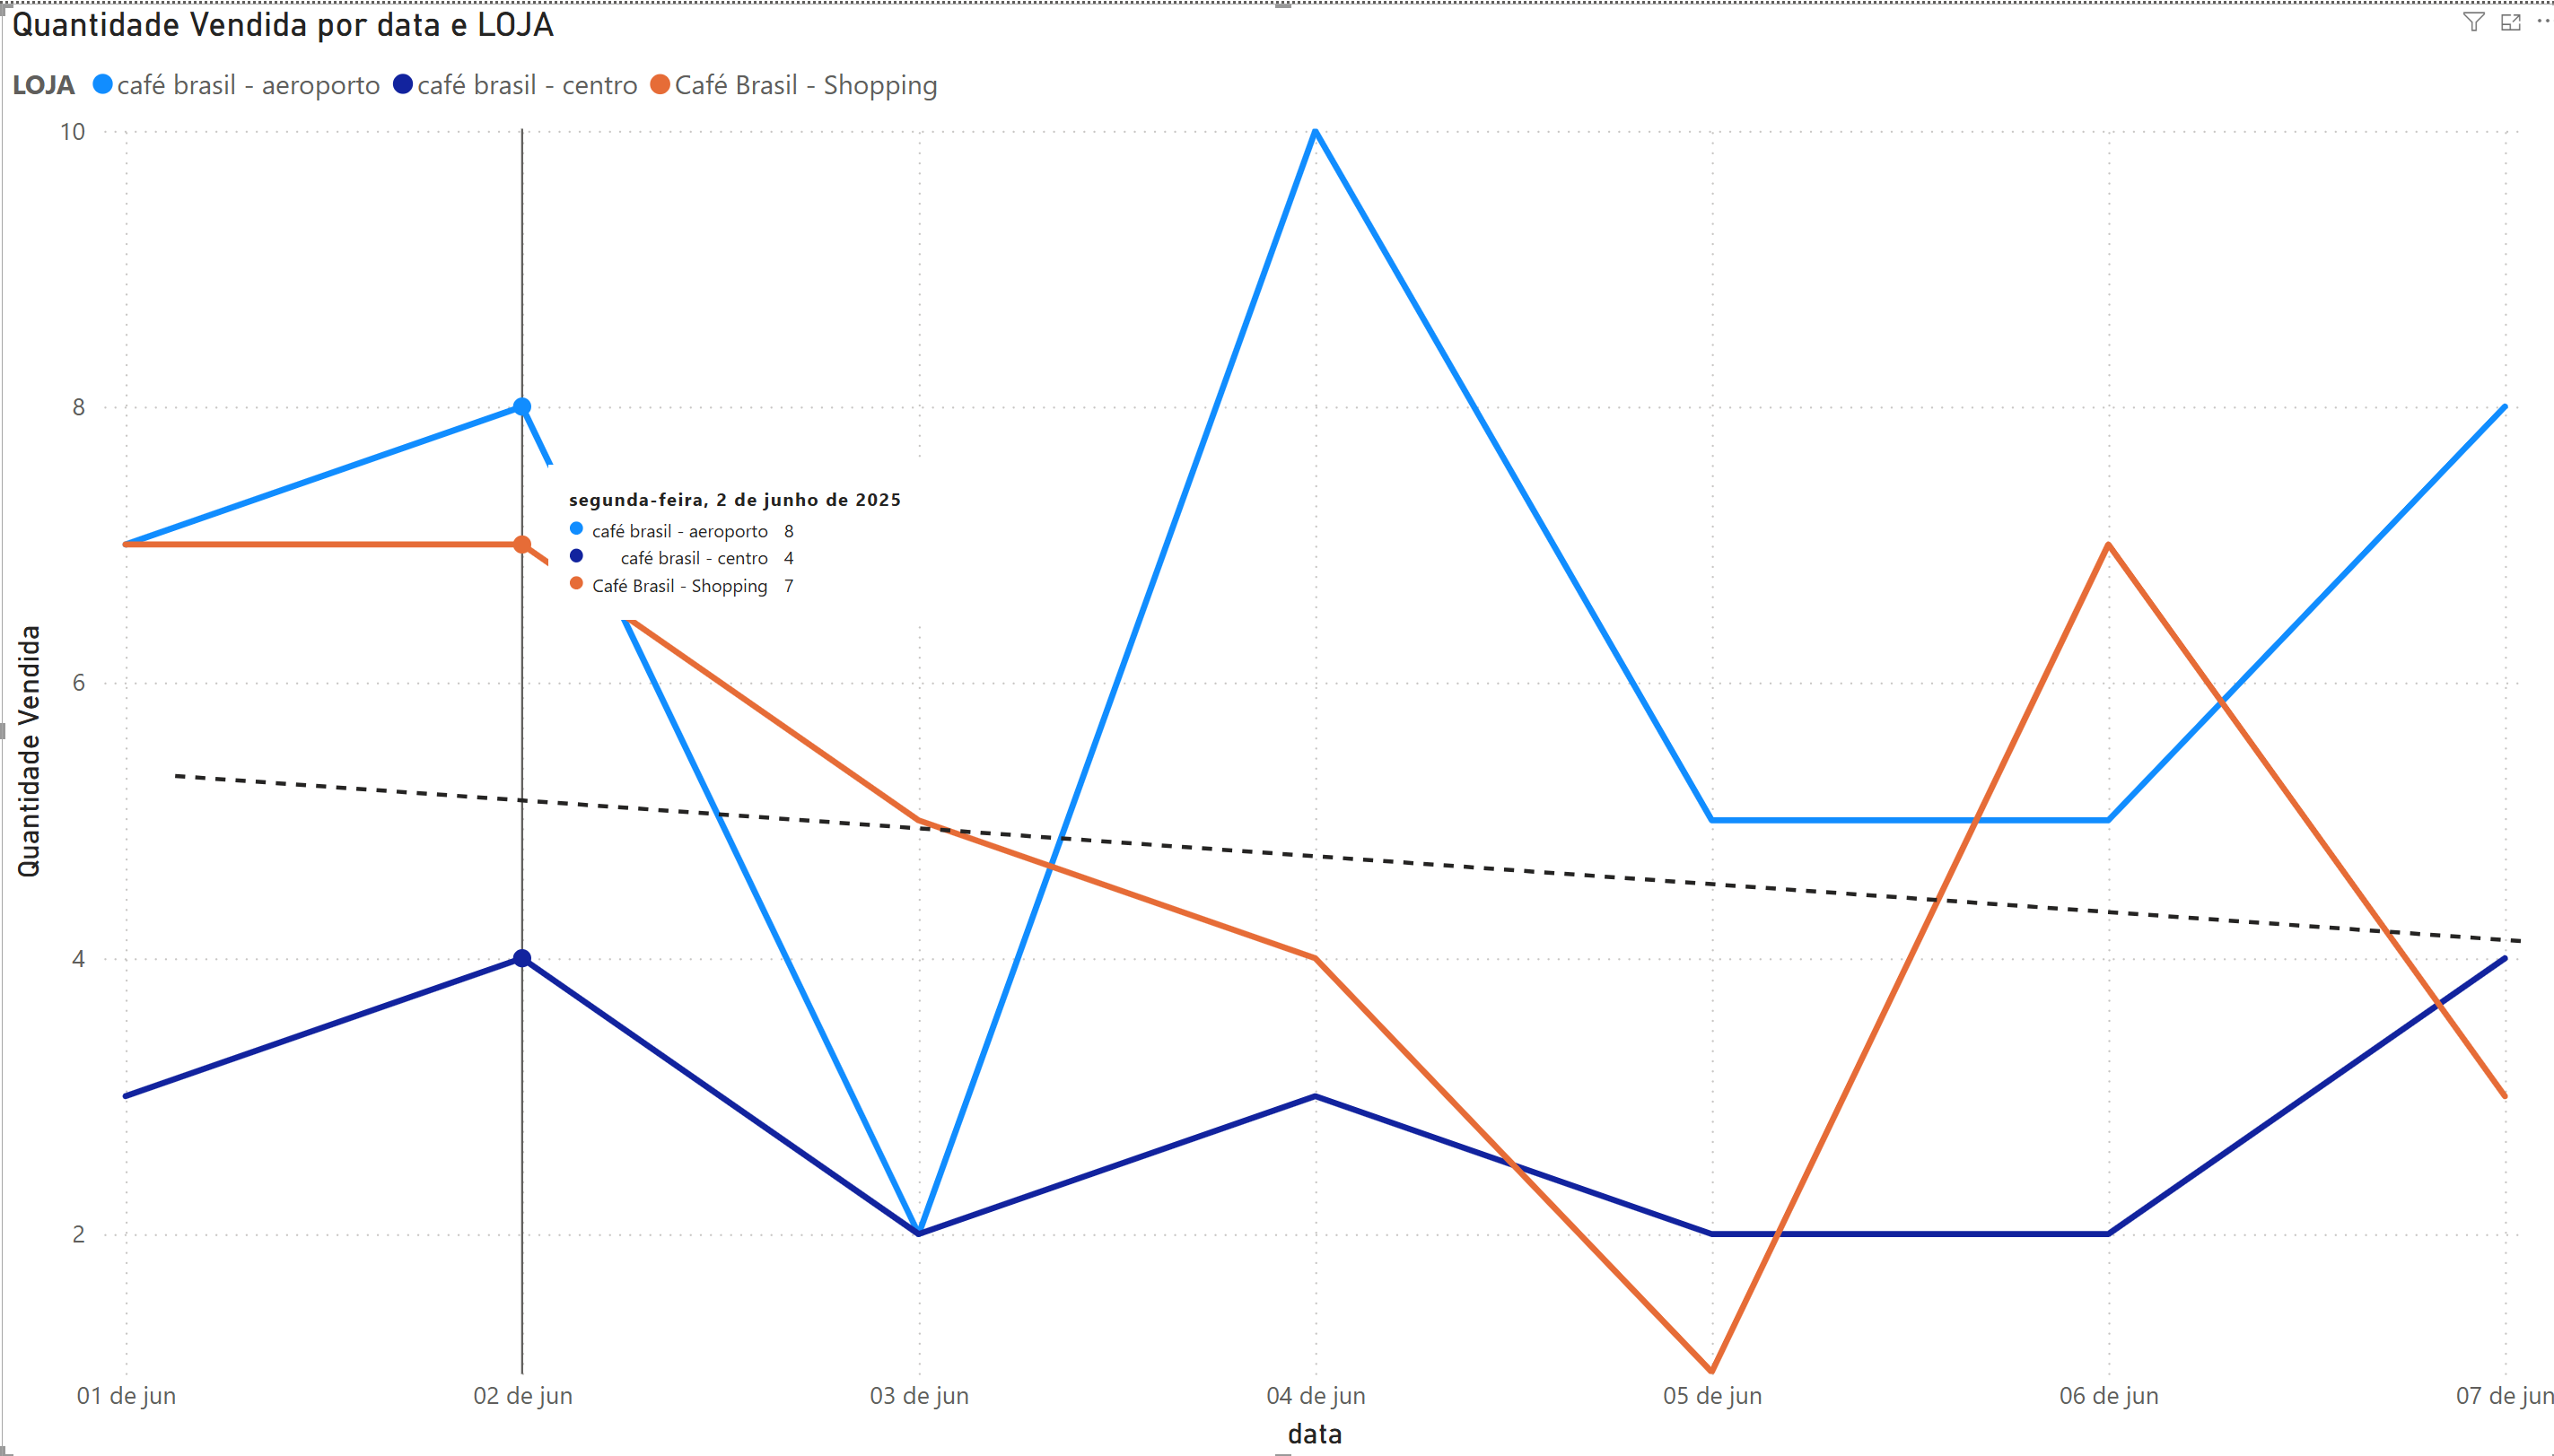 Quantidade Vendida por data e LOJA
LOJA café brasil - aeroporto café brasil - centro Café Brasil - Shopping
10
8
6
4
2
Quantidade Vendida
segunda-feira, 2 de junho de 2025
café brasil - aeroporto 8
café brasil - centro 4
Café Brasil - Shopping 7
01 de jun 02 de jun 03 de jun 04 de jun 05 de jun 06 de jun 07 de jun
data